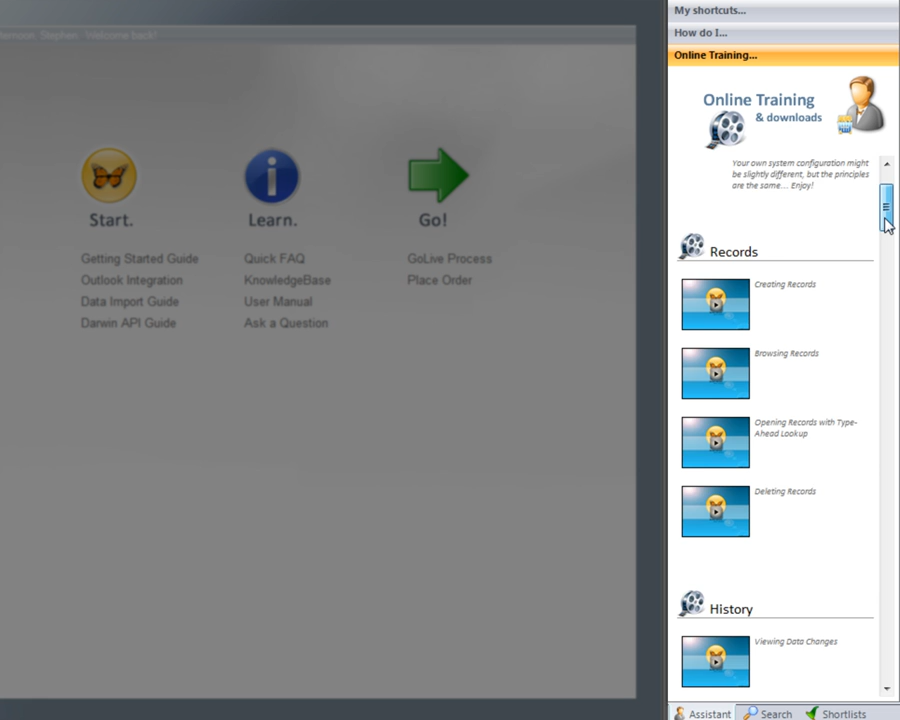 My shortcuts...
How do I...
Online Training...
Stephen. Welcome back!
Online Training
& downloads
Your own system configuration might
be slightly different, but the principles
are the same... Enjoy!
Start.
Learn.
Go!
Getting Started Guide
Outlook Integration
Data Import Guide
Darwin API Guide
Quick FAQ
KnowledgeBase
User Manual
Ask a Question
GoLive Process
Place Order
Records
Creating Records
Browsing Records
Opening Records with Type-
Ahead Lookup
Deleting Records
History
Viewing Data Changes
Assistant
Search
Shortlists